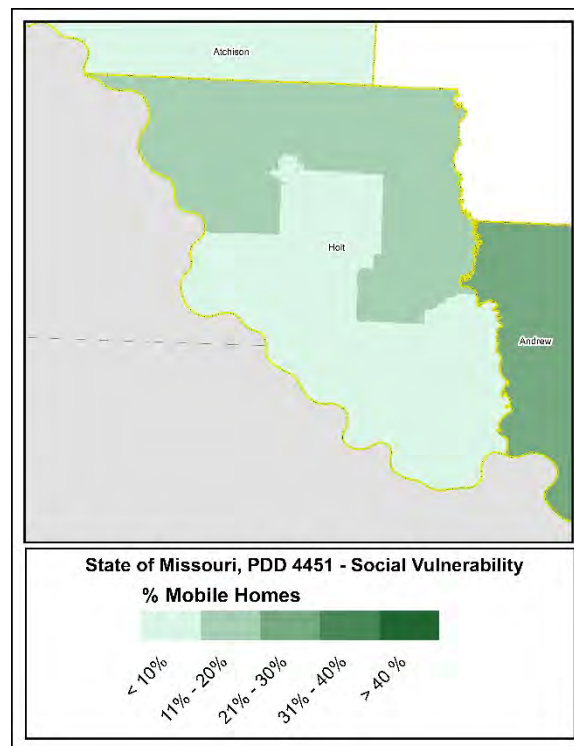 Atchison
Holt
Andrew
State of Missouri, PDD 4451 - Social Vulnerability
% Mobile Homes
< 10%
11% - 20%
21% - 30%
31% - 40%
> 40 %